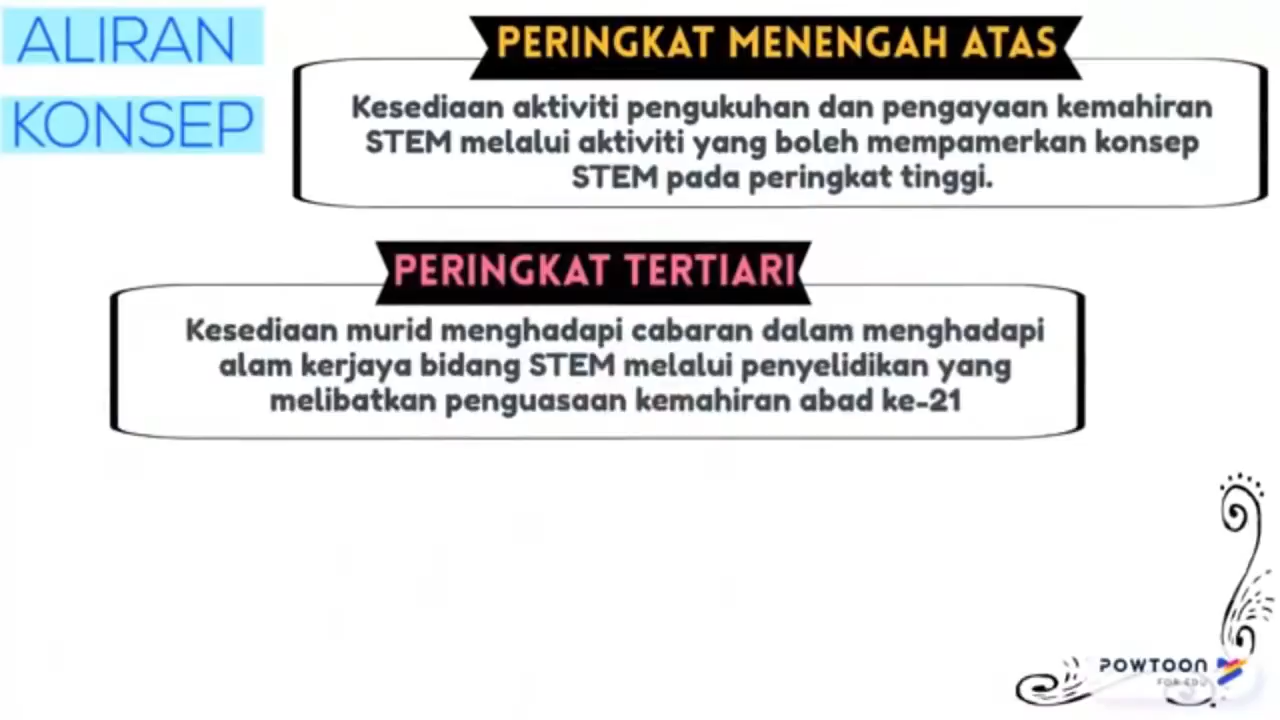 ALIRAN
KONSEP
PERINGKAT MENENGAH ATAS
Kesediaan aktiviti pengukuhan dan pengayaan kemahiran
STEM melalui aktiviti yang boleh mempamerkan konsep
STEM pada peringkat tinggi.
PERINGKAT TERTIARI
Kesediaan murid menghadapi cabaran dalam menghadapi
alam kerjaya bidang STEM melalui penyelidikan yang
melibatkan penguasaan kemahiran abad ke-21
POWTOON
FOR EDU